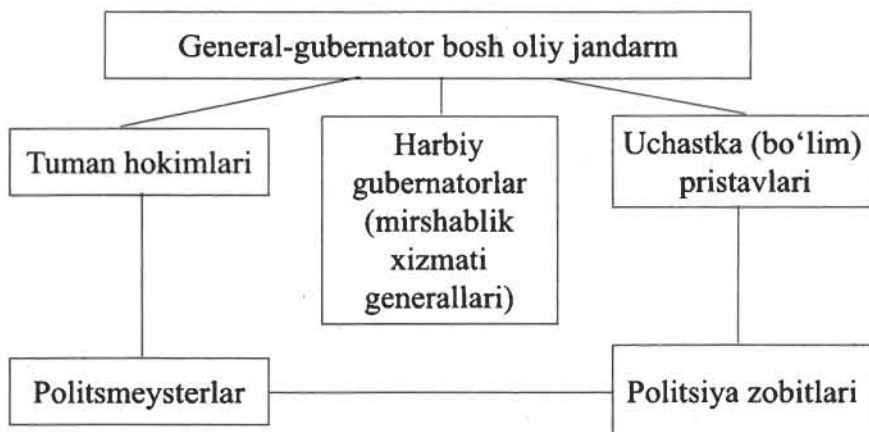 General-gubernator bosh oliy jandarm
Tuman hokimlari
Harbiy
gubernatorlar
(mirshablik
xizmati
generallari)
Uchastka (bo‘lim)
pristavlari
Politsmeysterlar
Politsiya zobitlari